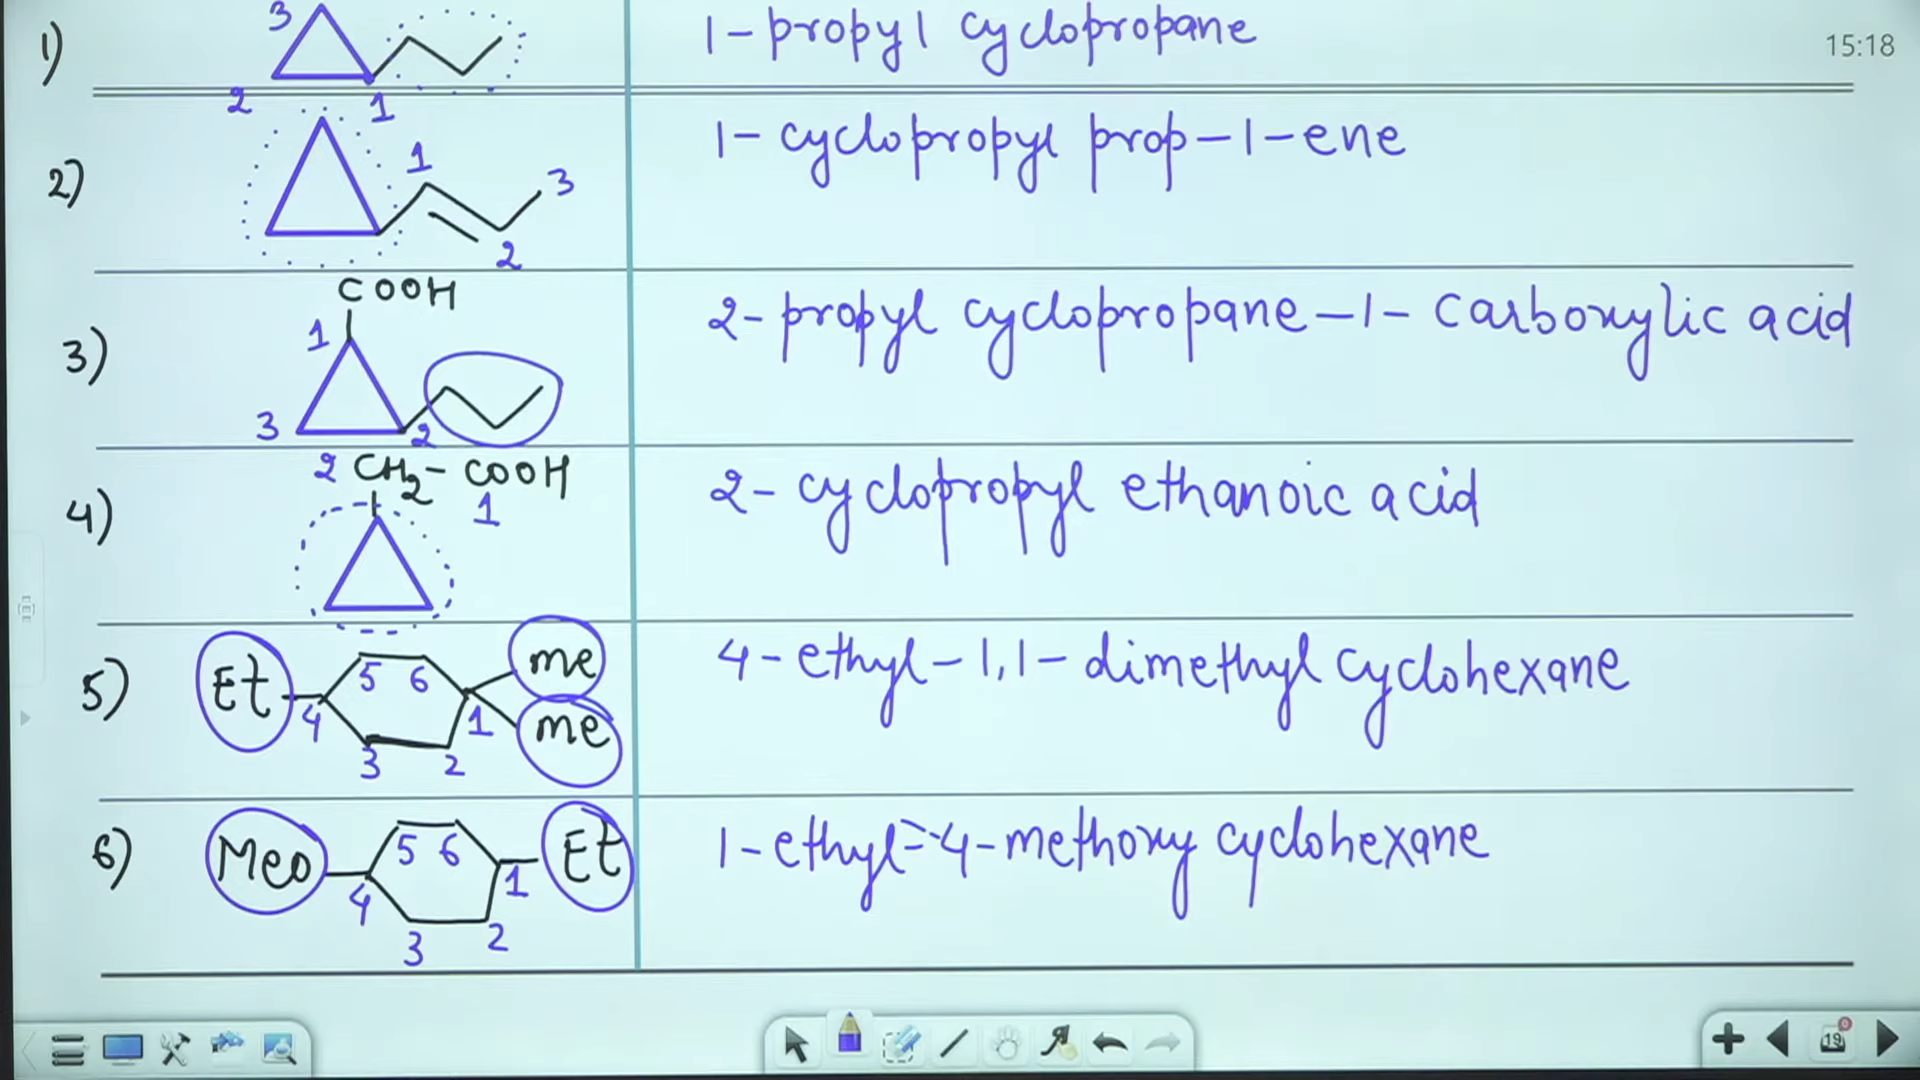 15:18
1) 3 2 1 1-propyl cyclopropane
2) 1 2 3 1-cyclopropyl prop-1-ene
3) COOH 1 3 2 2-propyl cyclopropane-1-carboxylic acid
4) 2 CH2-COOH 1 2-cyclopropyl ethanoic acid
5) Et 4 5 6 1 3 2 me me 4-ethyl-1,1-dimethyl cyclohexane
6) Meo 4 5 6 1 3 2 Et 1-ethyl-4-methoxy cyclohexane
19